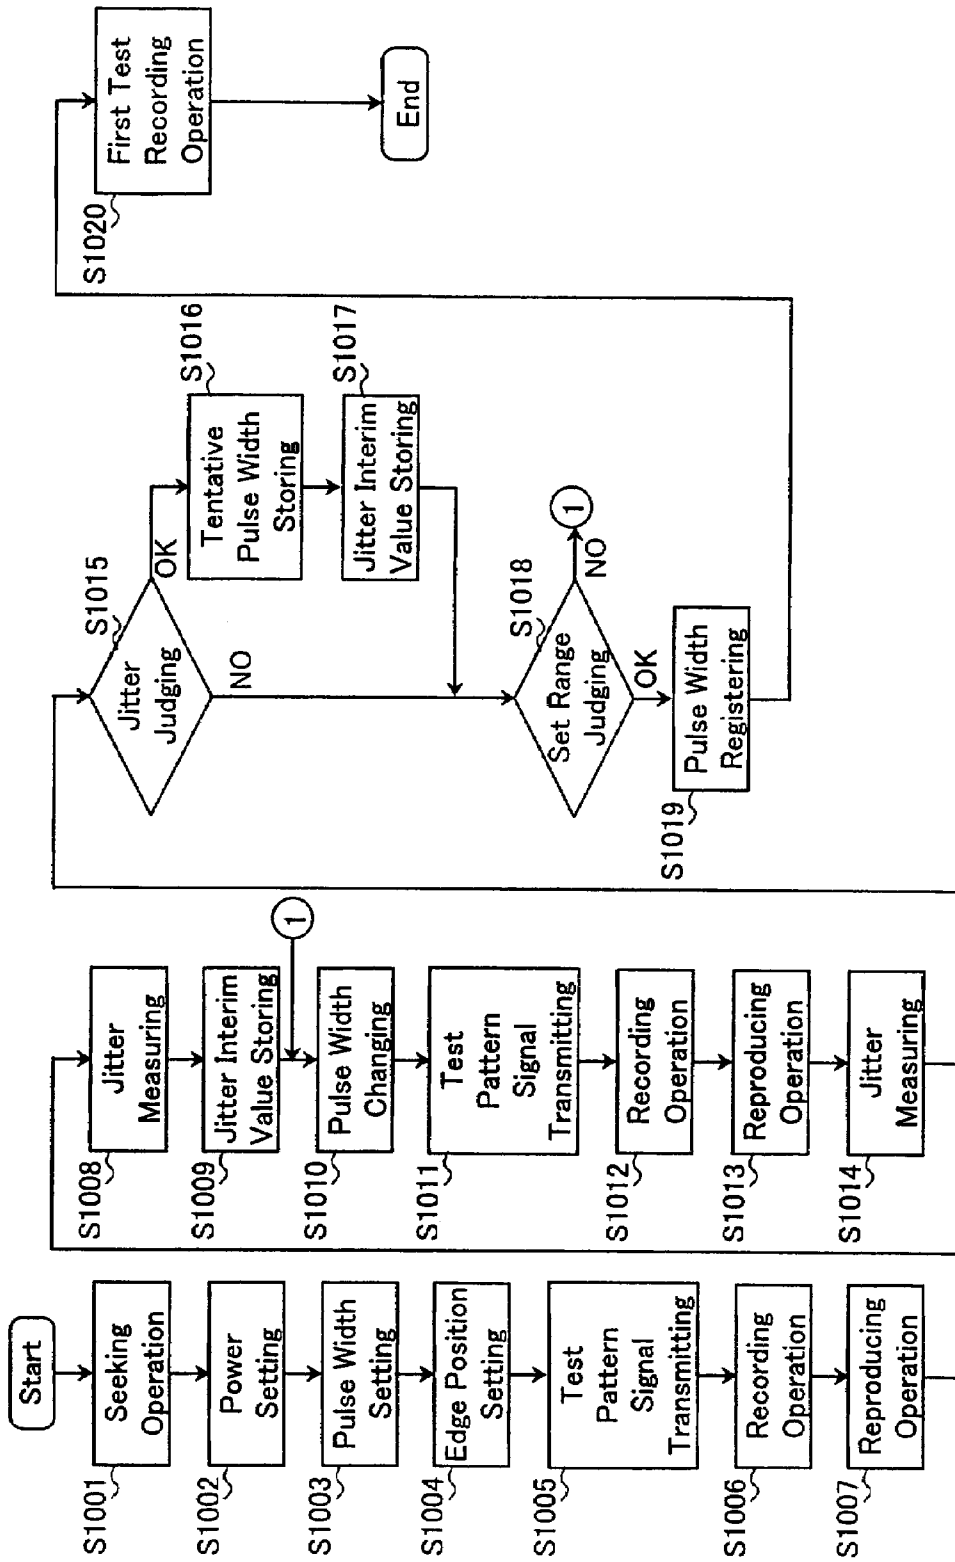 Start
S1001
Seeking
Operation
S1002
Power
Setting
S1003
Pulse Width
Setting
S1004
Edge Position
Setting
S1005
Test
Pattern
Signal
Transmitting
S1006
Recording
Operation
S1007
Reproducing
Operation
S1008
Jitter
Measuring
S1009
Jitter Interim
Value Storing
1
S1010
Pulse Width
Changing
S1011
Test
Pattern
Signal
Transmitting
S1012
Recording
Operation
S1013
Reproducing
Operation
S1014
Jitter
Measuring
S1015
Jitter
Judging
OK
NO
S1016
Tentative
Pulse Width
Storing
S1017
Jitter Interim
Value Storing
S1018
Set Range
Judging
NO
1
OK
S1019
Pulse Width
Registering
S1020
First Test
Recording
Operation
End